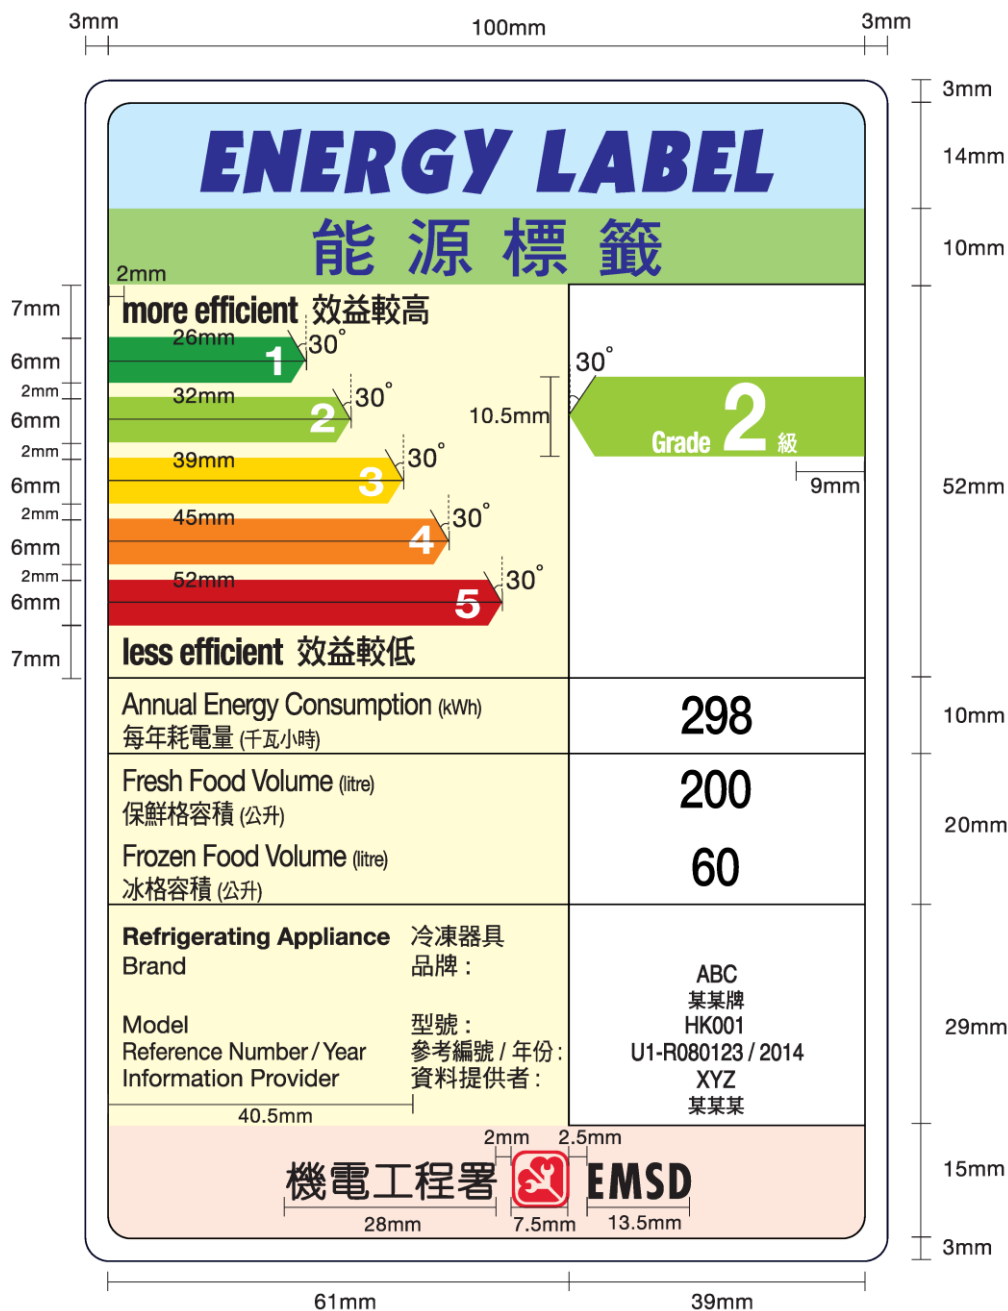 3mm 100mm 3mm
3mm
ENERGY LABEL
14mm
能源標籤
10mm
2mm
more efficient 效益較高
7mm
26mm 30°
1
6mm
2mm
32mm 30°
2
6mm
2mm
39mm 30°
3
6mm
2mm
45mm 30°
4
6mm
2mm
52mm 30°
5
6mm
less efficient 效益較低
7mm
30°
10.5mm
Grade 2 級
9mm
52mm
Annual Energy Consumption (kWh)
每年耗電量 (千瓦小時)
298
10mm
Fresh Food Volume (litre)
保鮮格容積 (公升)
200
20mm
Frozen Food Volume (litre)
冰格容積 (公升)
60
Refrigerating Appliance 冷凍器具
Brand 品牌 :
ABC
某某牌
Model 型號 : HK001
29mm
Reference Number / Year 參考編號 / 年份 : U1-R080123 / 2014
Information Provider 資料提供者 : XYZ
某某某
40.5mm
2mm 2.5mm
機電工程署 EMSD
15mm
28mm 7.5mm 13.5mm
3mm
61mm 39mm